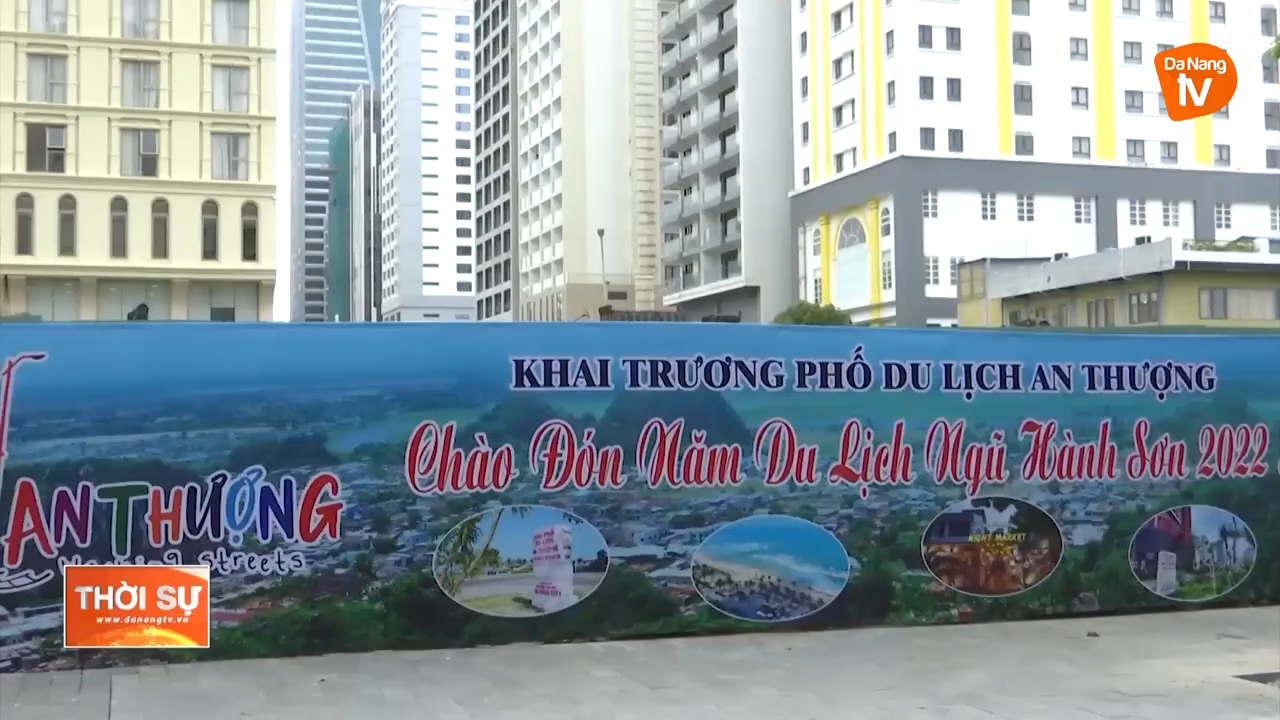 Da Nang
tv
KHAI TRƯƠNG PHỐ DU LỊCH AN THƯỢNG
Chào Đón Năm Du Lịch Ngũ Hành Sơn 2022
AN THƯỢNG
streets
NIGHT MARKET
THỜI SỰ
www.danangtv.vn